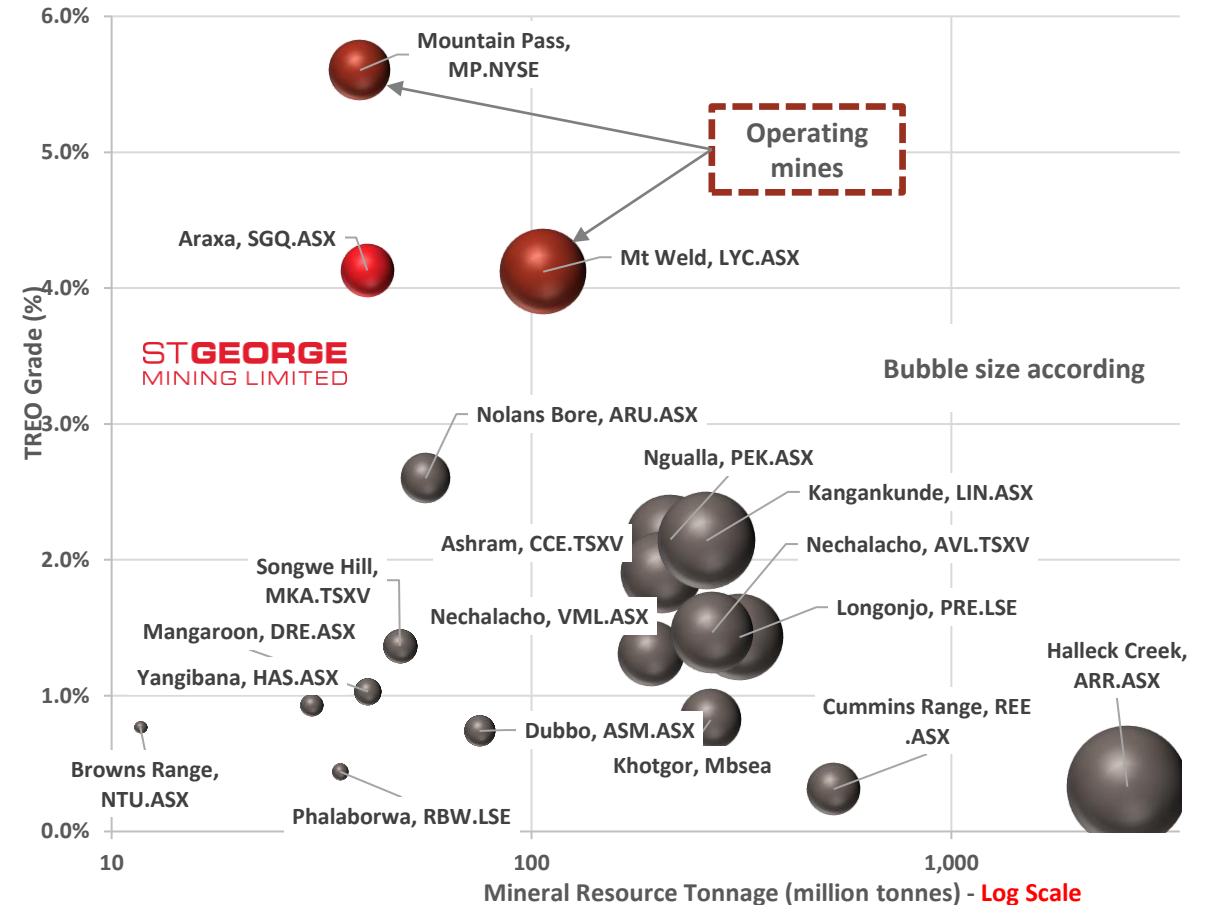 6.0%
Mountain Pass,
MP.NYSE
Operating
mines
5.0%
Araxa, SGQ.ASX
Mt Weld, LYC.ASX
4.0%
TREO Grade (%)
STGEORGE
MINING LIMITED
Bubble size according
3.0%
Nolans Bore, ARU.ASX
Ngualla, PEK.ASX
Kangankunde, LIN.ASX
Ashram, CCE.TSXV
Nechalacho, AVL.TSXV
2.0%
Songwe Hill,
MKA.TSXV
Nechalacho, VML.ASX
Longonjo, PRE.LSE
Mangaroon, DRE.ASX
Halleck Creek,
ARR.ASX
Yangibana, HAS.ASX
1.0%
Cummins Range, REE
.ASX
Dubbo, ASM.ASX
Khotgor, Mbsea
Browns Range,
NTU.ASX
Phalaborwa, RBW.LSE
0.0%
10
100
1,000
Mineral Resource Tonnage (million tonnes) - Log Scale